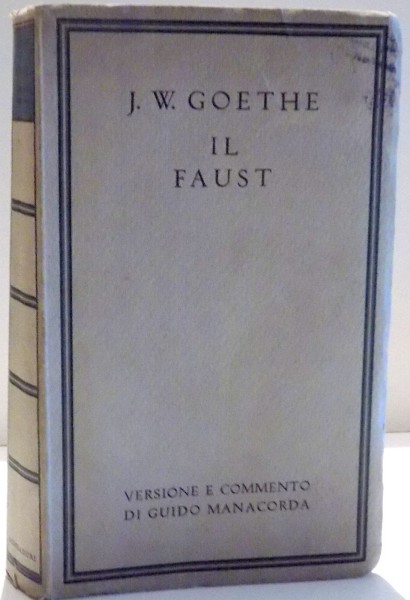 J. W. GOETHE
IL
FAUST
VERSIONE E COMMENTO
DI GUIDO MANACORDA